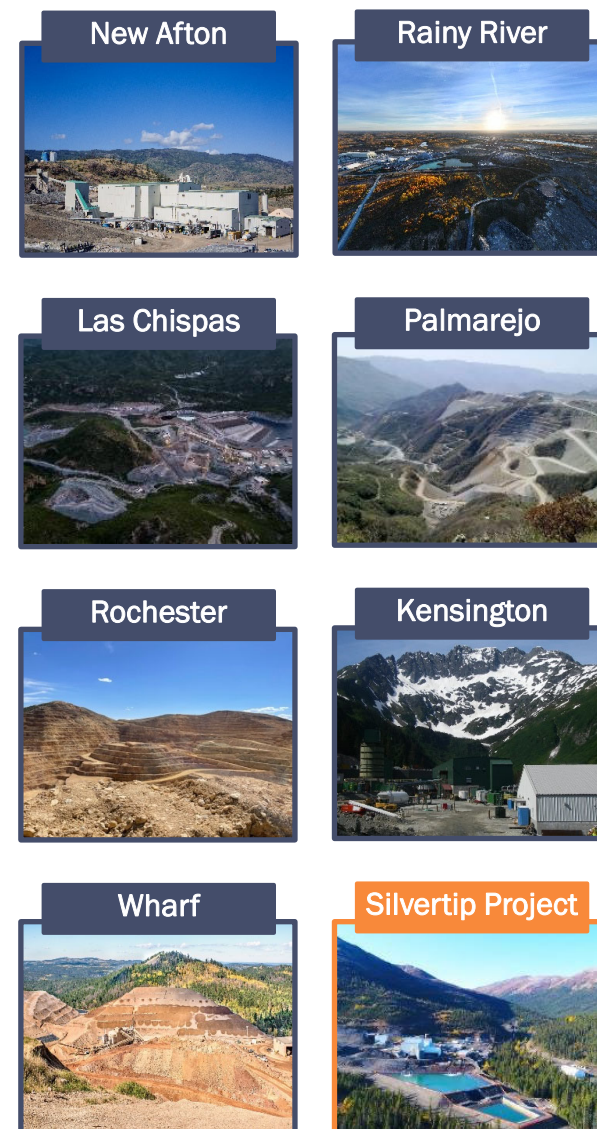 New Afton
Rainy River
Las Chispas
Palmarejo
Rochester
Kensington
Wharf
Silvertip Project